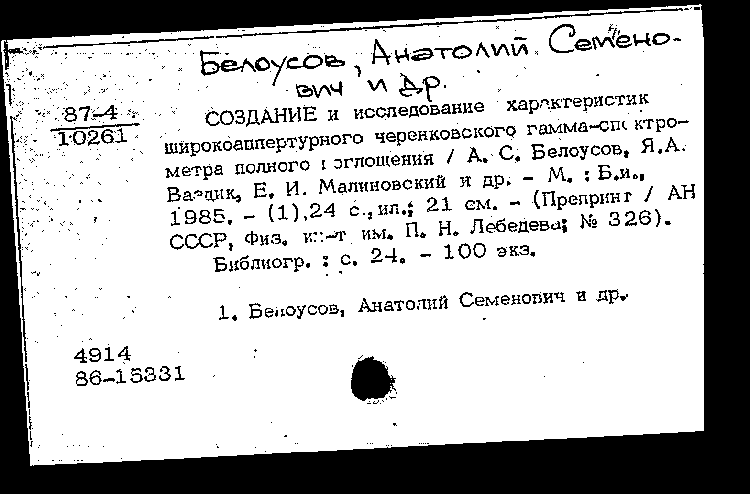 Белоусов, Анатолий Семено-
вич и др.
87-4
10261
СОЗДАНИЕ и исследование характеристик
широкоаппертурного черенковского гамма-спектро-
метра полного поглощения / А. С. Белоусов, Я.А.
Е. И. Малиновский и др. - М. : Б.и.,
1985. - (1),24 с.,ил.; 21 см. - (Препринт / АН
СССР, Физ. ин-т им. П. Н. Лебедева; № 326).
Библиогр. : с. 24. - 100 экз.
1. Белоусов, Анатолий Семенович и др.
4914
86-15331